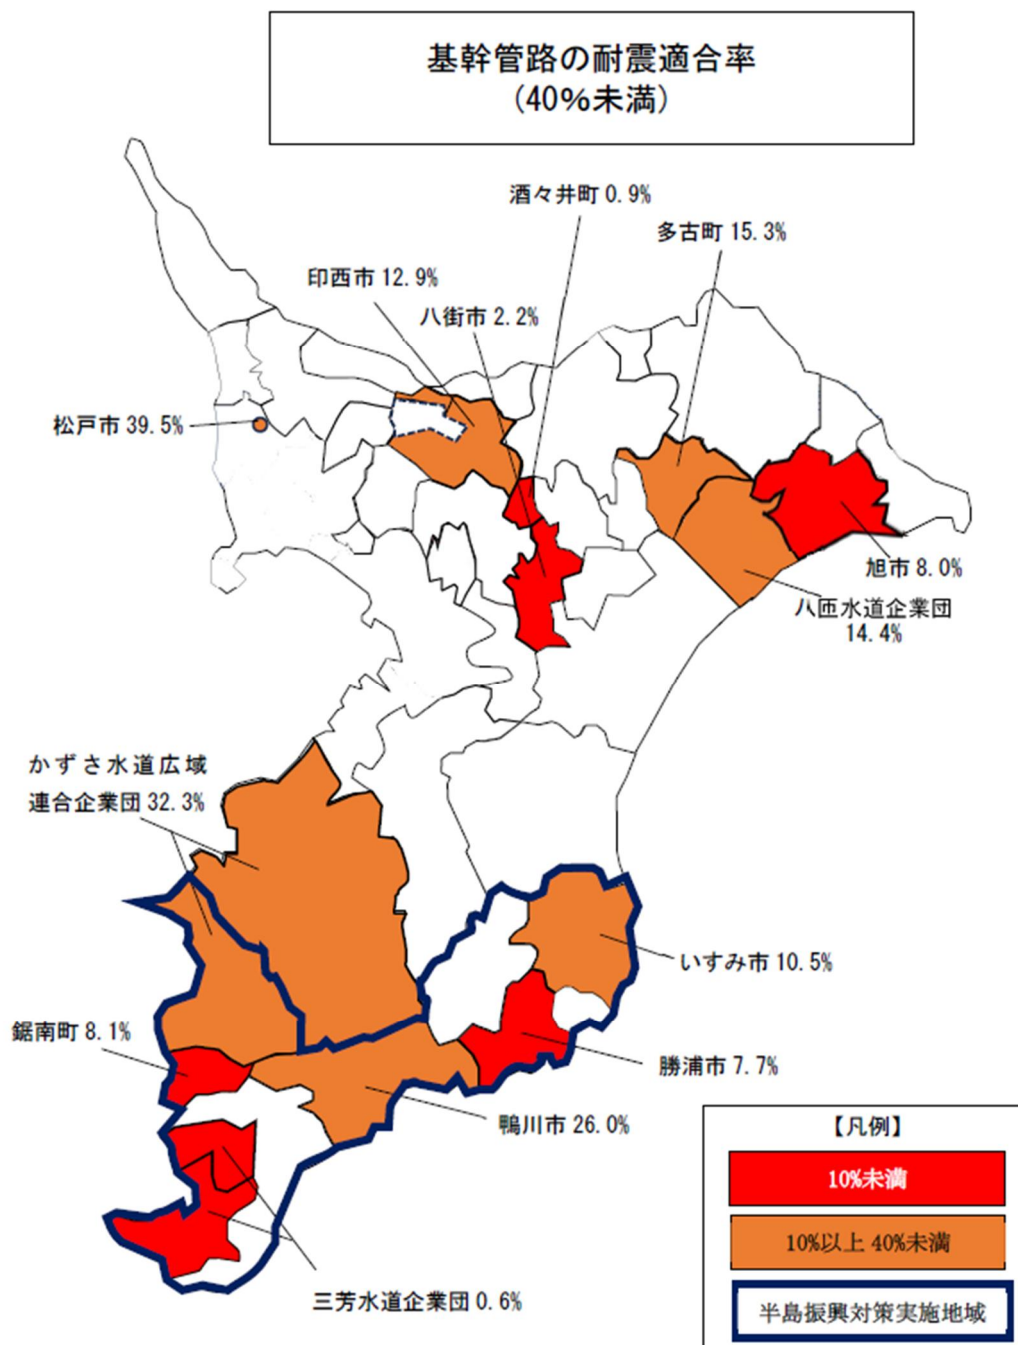 基幹管路の耐震適合率
(40%未満)
酒々井町 0.9%
多古町 15.3%
印西市 12.9%
八街市 2.2%
松戸市 39.5%
旭市 8.0%
八匝水道企業団
14.4%
かずさ水道広域
連合企業団 32.3%
いすみ市 10.5%
鋸南町 8.1%
勝浦市 7.7%
鴨川市 26.0%
三芳水道企業団 0.6%
【凡例】
10%未満
10%以上 40%未満
半島振興対策実施地域